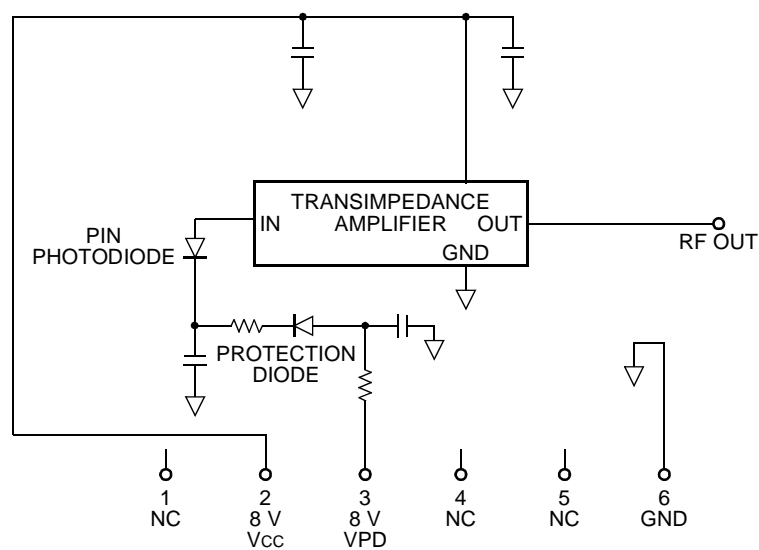 TRANSIMPEDANCE
AMPLIFIER
IN
OUT
GND
RF OUT
PIN
PHOTODIODE
PROTECTION
DIODE
1
NC
2
8 V
VCC
3
8 V
VPD
4
NC
5
NC
6
GND